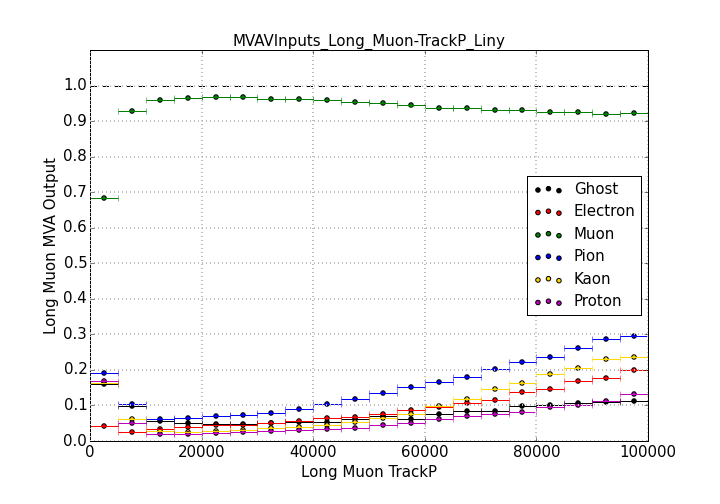 MVAVInputs_Long_Muon-TrackP_Liny
Long Muon MVA Output
1.0
0.9
0.8
0.7
0.6
0.5
0.4
0.3
0.2
0.1
0.0
Ghost
Electron
Muon
Pion
Kaon
Proton
0 20000 40000 60000 80000 100000
Long Muon TrackP